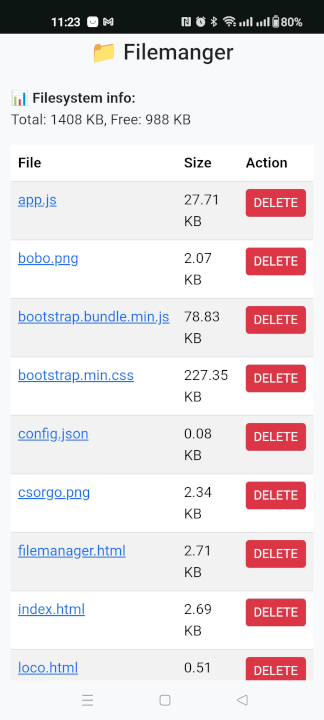 11:23 80%
📁 Filemanger
📊 Filesystem info:
Total: 1408 KB, Free: 988 KB
File Size Action
app.js 27.71 KB DELETE
bobo.png 2.07 KB DELETE
bootstrap.bundle.min.js 78.83 KB DELETE
bootstrap.min.css 227.35 KB DELETE
config.json 0.08 KB DELETE
csorgo.png 2.34 KB DELETE
filemanager.html 2.71 KB DELETE
index.html 2.69 KB DELETE
loco.html 0.51 DELETE